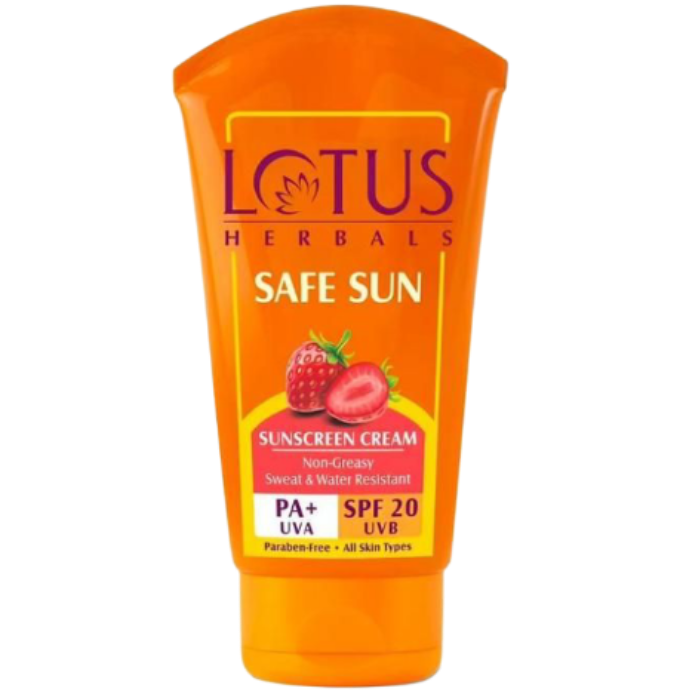 LOTUS
HERBALS
SAFE SUN
SUNSCREEN CREAM
Non-Greasy
Sweat & Water Resistant
PA+ SPF 20
UVA UVB
Paraben-Free • All Skin Types